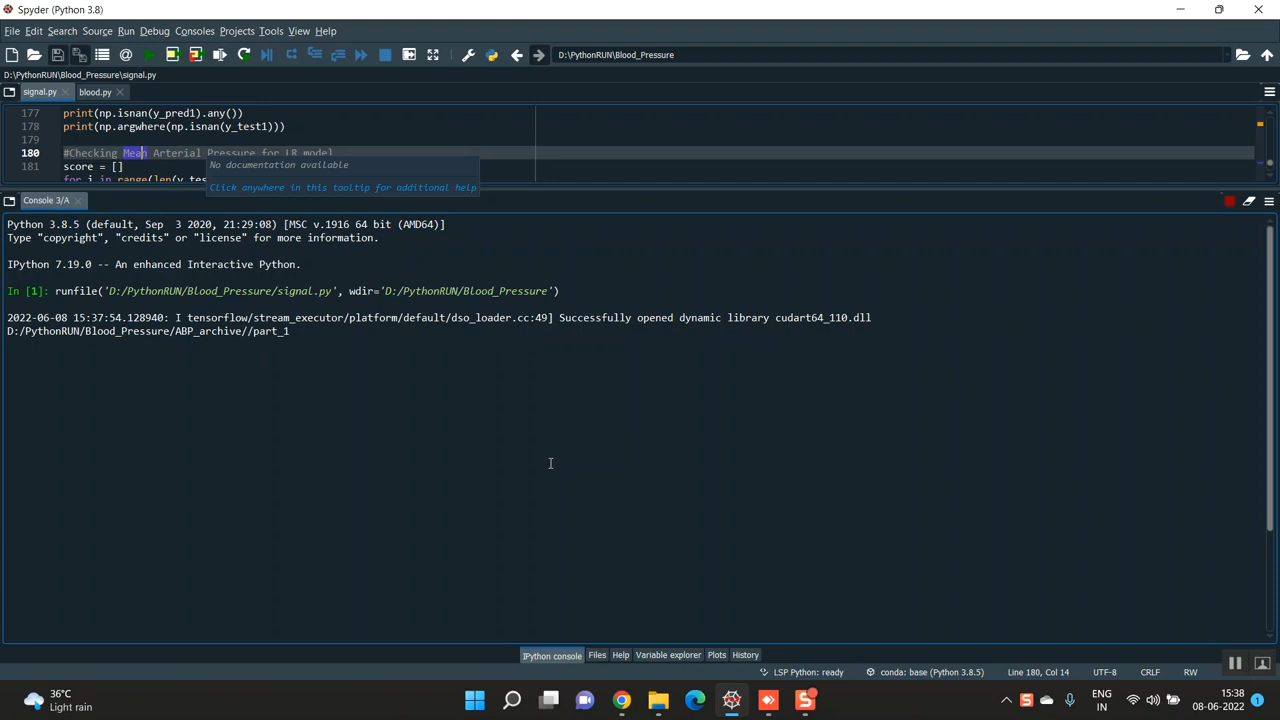 Spyder (Python 3.8)
File Edit Search Source Run Debug Consoles Projects Tools View Help
D:\PythonRUN\Blood_Pressure
D:\PythonRUN\Blood_Pressure\signal.py
signal.py blood.py
177 print(np.isnan(y_pred1).any())
178 print(np.argwhere(np.isnan(y_test1)))
179
180 #Checking Mean Arterial Pressure for LR model
No documentation available
181 score = []
for i in range(len(y_tes
Click anywhere in this tooltip for additional help
Console 3/A
Python 3.8.5 (default, Sep  3 2020, 21:29:08) [MSC v.1916 64 bit (AMD64)]
Type "copyright", "credits" or "license" for more information.
IPython 7.19.0 -- An enhanced Interactive Python.
In [1]: runfile('D:/PythonRUN/Blood_Pressure/signal.py', wdir='D:/PythonRUN/Blood_Pressure')
2022-06-08 15:37:54.128940: I tensorflow/stream_executor/platform/default/dso_loader.cc:49] Successfully opened dynamic library cudart64_110.dll
D:/PythonRUN/Blood_Pressure/ABP_archive//part_1
IPython console Files Help Variable explorer Plots History
LSP Python: ready conda: base (Python 3.8.5) Line 180, Col 14 UTF-8 CRLF RW
36°C
Light rain
ENG
IN
15:38
08-06-2022
1